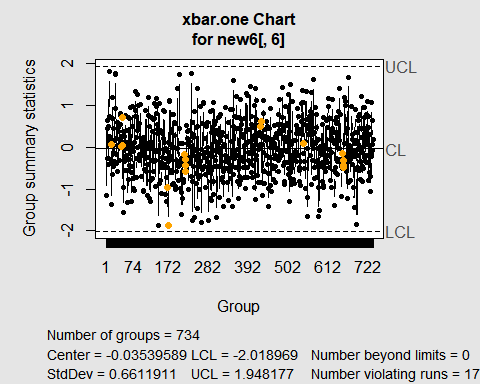 xbar.one Chart
for new6[, 6]
Group summary statistics
2
1
0
-1
-2
UCL
CL
LCL
1 74 172 282 392 502 612 722
Group
Number of groups = 734
Center = -0.03539589 LCL = -2.018969 Number beyond limits = 0
StdDev = 0.6611911 UCL = 1.948177 Number violating runs = 17